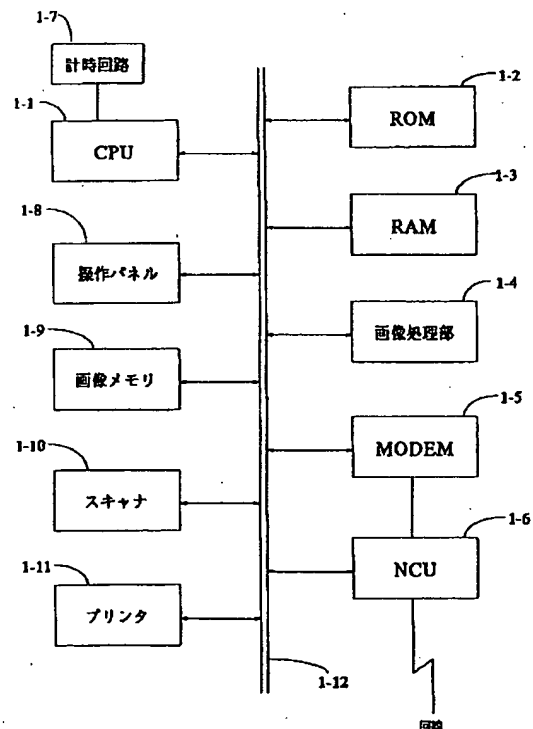 1-7
計時回路
1-1
CPU
1-8
操作パネル
1-9
画像メモリ
1-10
スキャナ
1-11
プリンタ
1-2
ROM
1-3
RAM
1-4
画像処理部
1-5
MODEM
1-6
NCU
1-12
回線